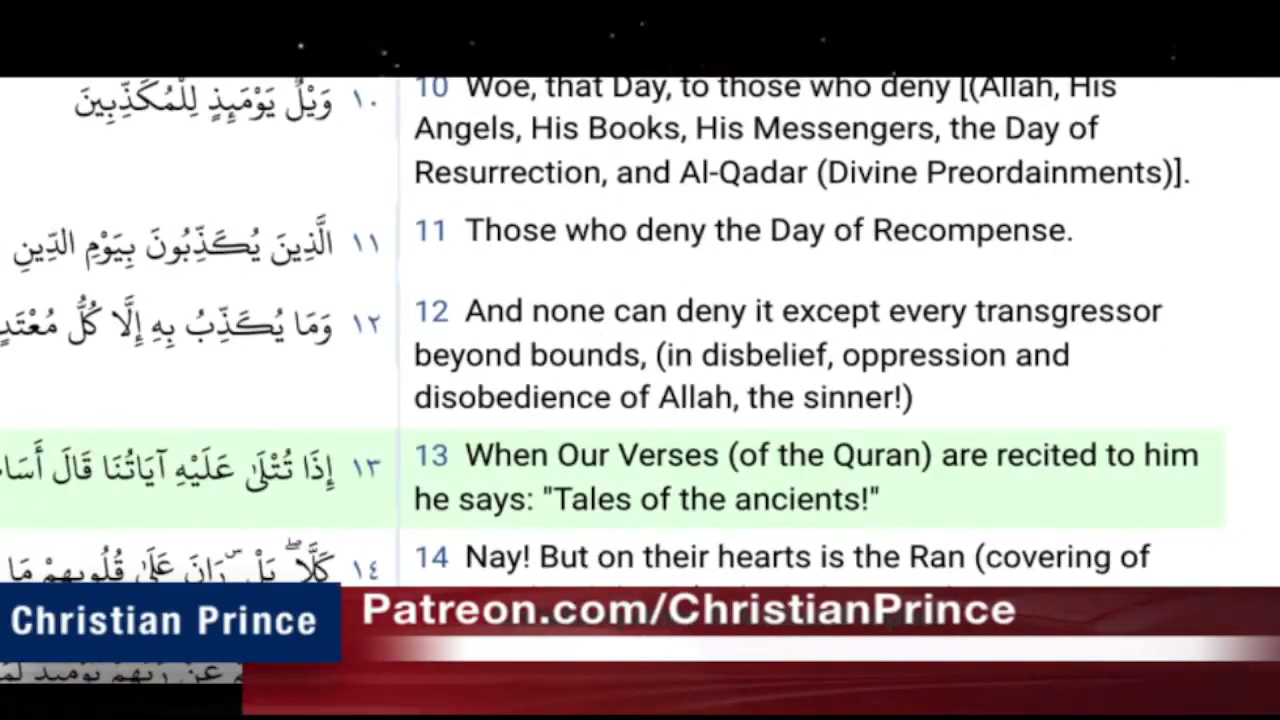 10 Woe, that Day, to those who deny [(Allah, His
Angels, His Books, His Messengers, the Day of
Resurrection, and Al-Qadar (Divine Preordainments)].
١٠ وَيْلٌ يَوْمَئِذٍ لِلْمُكَذِّبِينَ
11 Those who deny the Day of Recompense.
١١ الَّذِينَ يُكَذِّبُونَ بِيَوْمِ الدِّينِ
12 And none can deny it except every transgressor
beyond bounds, (in disbelief, oppression and
disobedience of Allah, the sinner!)
١٢ وَمَا يُكَذِّبُ بِهِ إِلَّا كُلُّ مُعْتَدٍ
13 When Our Verses (of the Quran) are recited to him
he says: "Tales of the ancients!"
١٣ إِذَا تُتْلَىٰ عَلَيْهِ آيَاتُنَا قَالَ
14 Nay! But on their hearts is the Ran (covering of
١٤ كَلَّا ۖ بَلْ ۜ رَانَ عَلَىٰ قُلُوبِهِمْ مَا
Christian Prince
Patreon.com/ChristianPrince
عَنْ رَبِّهِمْ يَوْمَئِذٍ